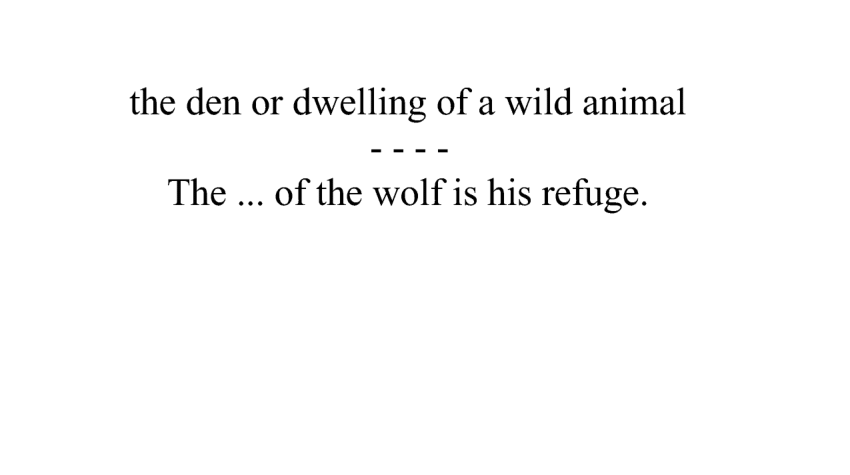 the den or dwelling of a wild animal
- - - -
The ... of the wolf is his refuge.